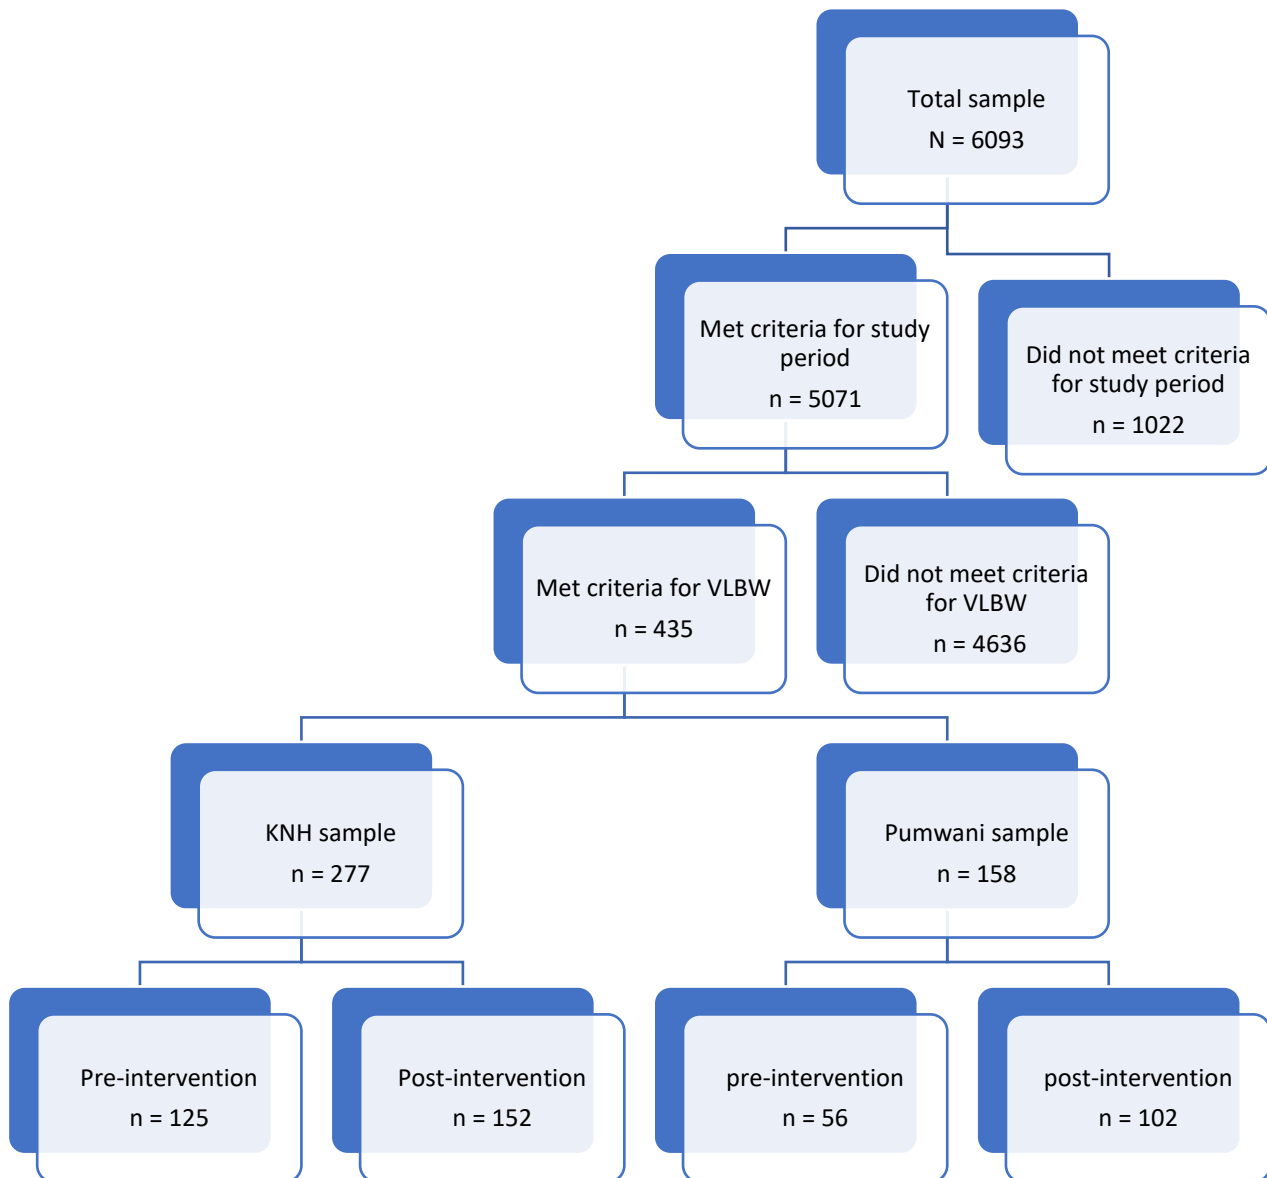 Total sample
N = 6093
Met criteria for study
period
n = 5071
Did not meet criteria
for study period
n = 1022
Met criteria for VLBW
n = 435
Did not meet criteria
for VLBW
n = 4636
KNH sample
n = 277
Pumwani sample
n = 158
Pre-intervention
n = 125
Post-intervention
n = 152
pre-intervention
n = 56
post-intervention
n = 102